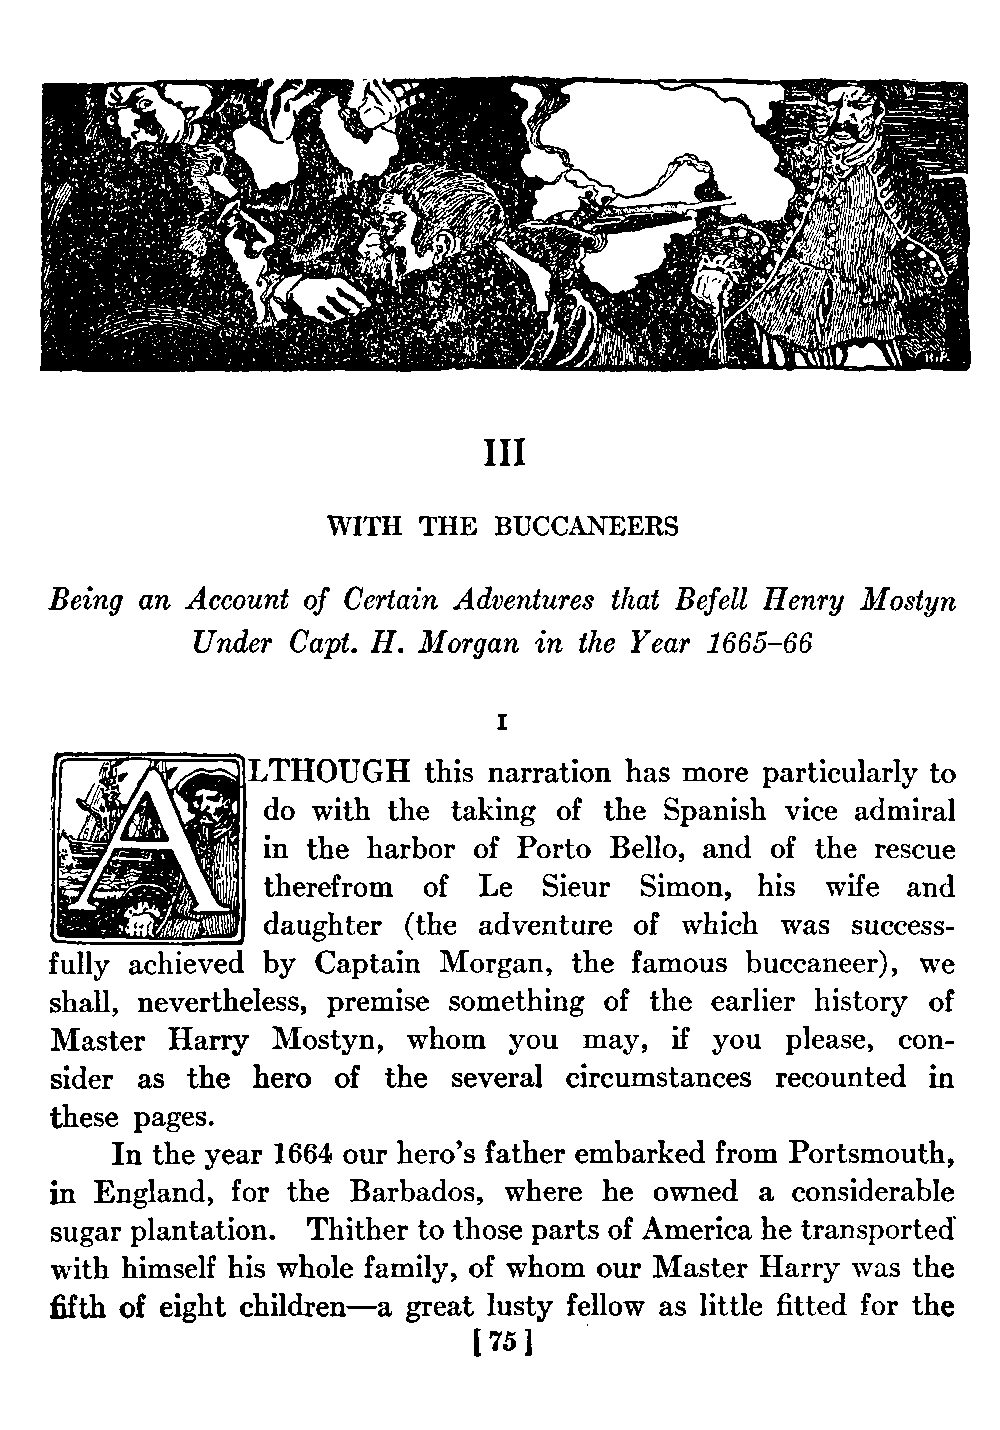 III
WITH THE BUCCANEERS
Being an Account of Certain Adventures that Befell Henry Mostyn
Under Capt. H. Morgan in the Year 1665–66
I
ALTHOUGH this narration has more particularly to
do with the taking of the Spanish vice admiral
in the harbor of Porto Bello, and of the rescue
therefrom of Le Sieur Simon, his wife and
daughter (the adventure of which was success-
fully achieved by Captain Morgan, the famous buccaneer), we
shall, nevertheless, premise something of the earlier history of
Master Harry Mostyn, whom you may, if you please, con-
sider as the hero of the several circumstances recounted in
these pages.
In the year 1664 our hero's father embarked from Portsmouth,
in England, for the Barbados, where he owned a considerable
sugar plantation. Thither to those parts of America he transported
with himself his whole family, of whom our Master Harry was the
fifth of eight children—a great lusty fellow as little fitted for the
[75]